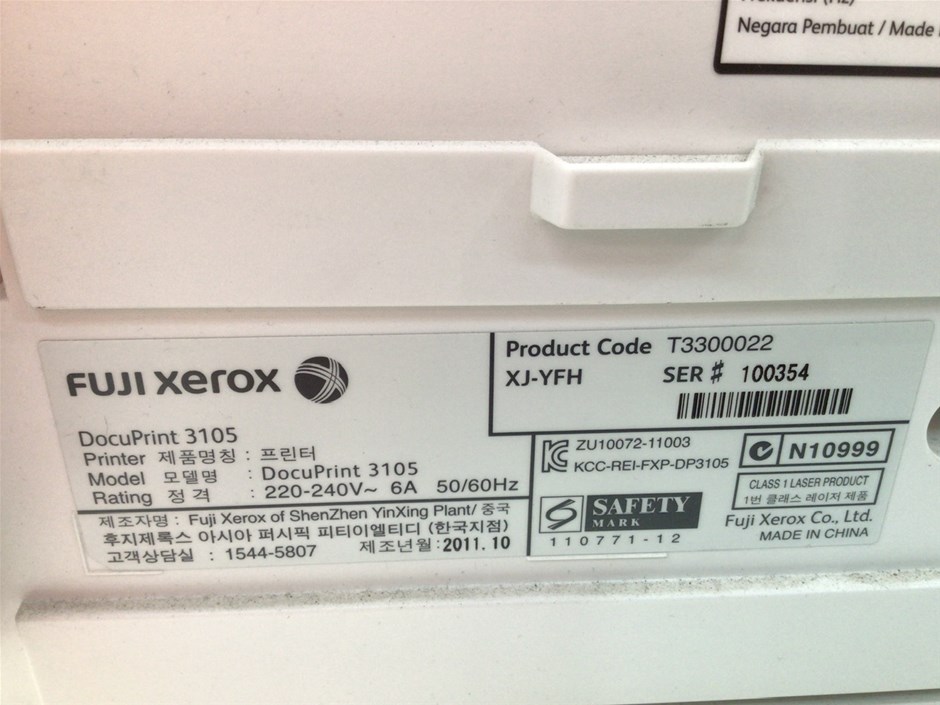 Negara Pembuat / Made
FUJI xerox
DocuPrint 3105
Printer 제품명칭 : 프린터
Model 모델명 : DocuPrint 3105
Rating 정 격 : 220-240V~ 6A 50/60Hz
제조자명 : Fuji Xerox of ShenZhen YinXing Plant/ 중국
후지제록스 아시아 퍼시픽 피티이엘티디 (한국지점)
고객상담실 : 1544-5807 제조년월 : 2011.10
Product Code T3300022
XJ-YFH SER # 100354
ZU10072-11003
KCC-REI-FXP-DP3105
N10999
SAFETY
MARK
110771-12
CLASS 1 LASER PRODUCT
1번 클래스 레이저 제품
Fuji Xerox Co., Ltd.
MADE IN CHINA